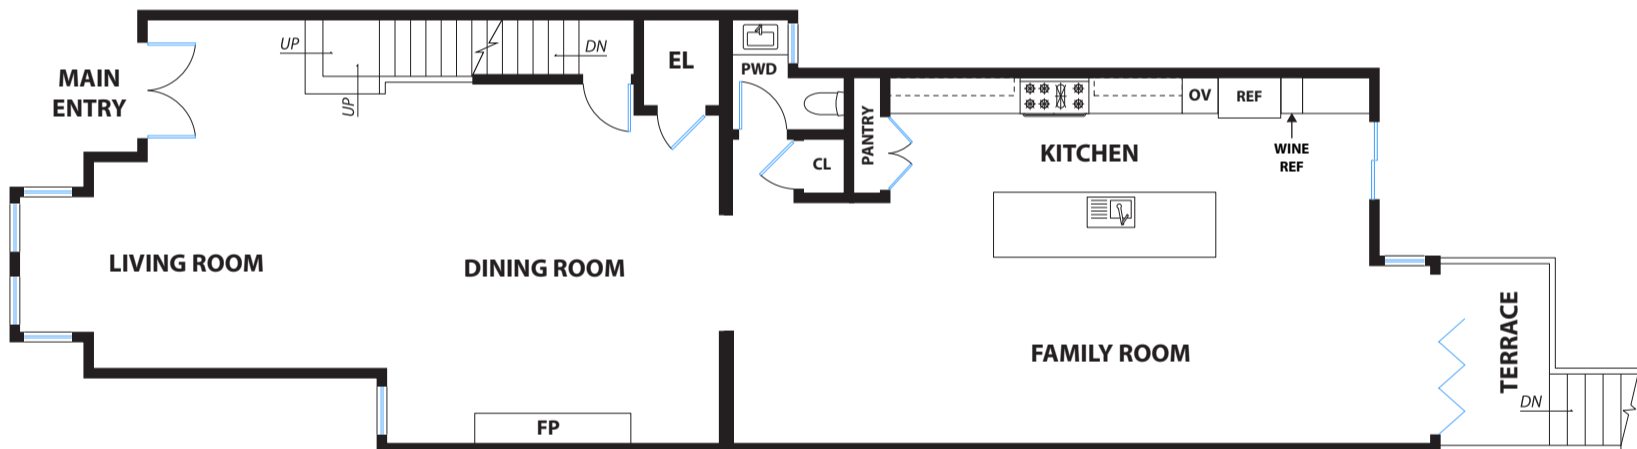 MAIN
ENTRY
UP
UP
DN
EL
PWD
CL
PANTRY
OV
REF
WINE
REF
KITCHEN
LIVING ROOM
DINING ROOM
FAMILY ROOM
TERRACE
DN
FP